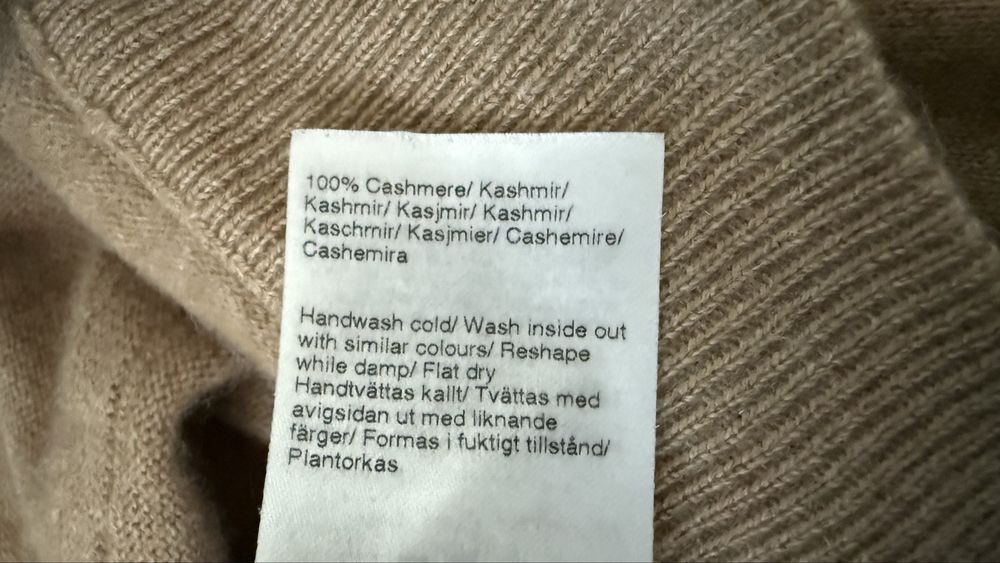 100% Cashmere/ Kashmir/
Kashmir/ Kasjmir/ Kashmir/
Kaschmir/ Kasjmier/ Cashemire/
Cashemira
Handwash cold/ Wash inside out
with similar colours/ Reshape
while damp/ Flat dry
Handtvättas kallt/ Tvättas med
avigsidan ut med liknande
färger/ Formas i fuktigt tillstånd/
Plantorkas